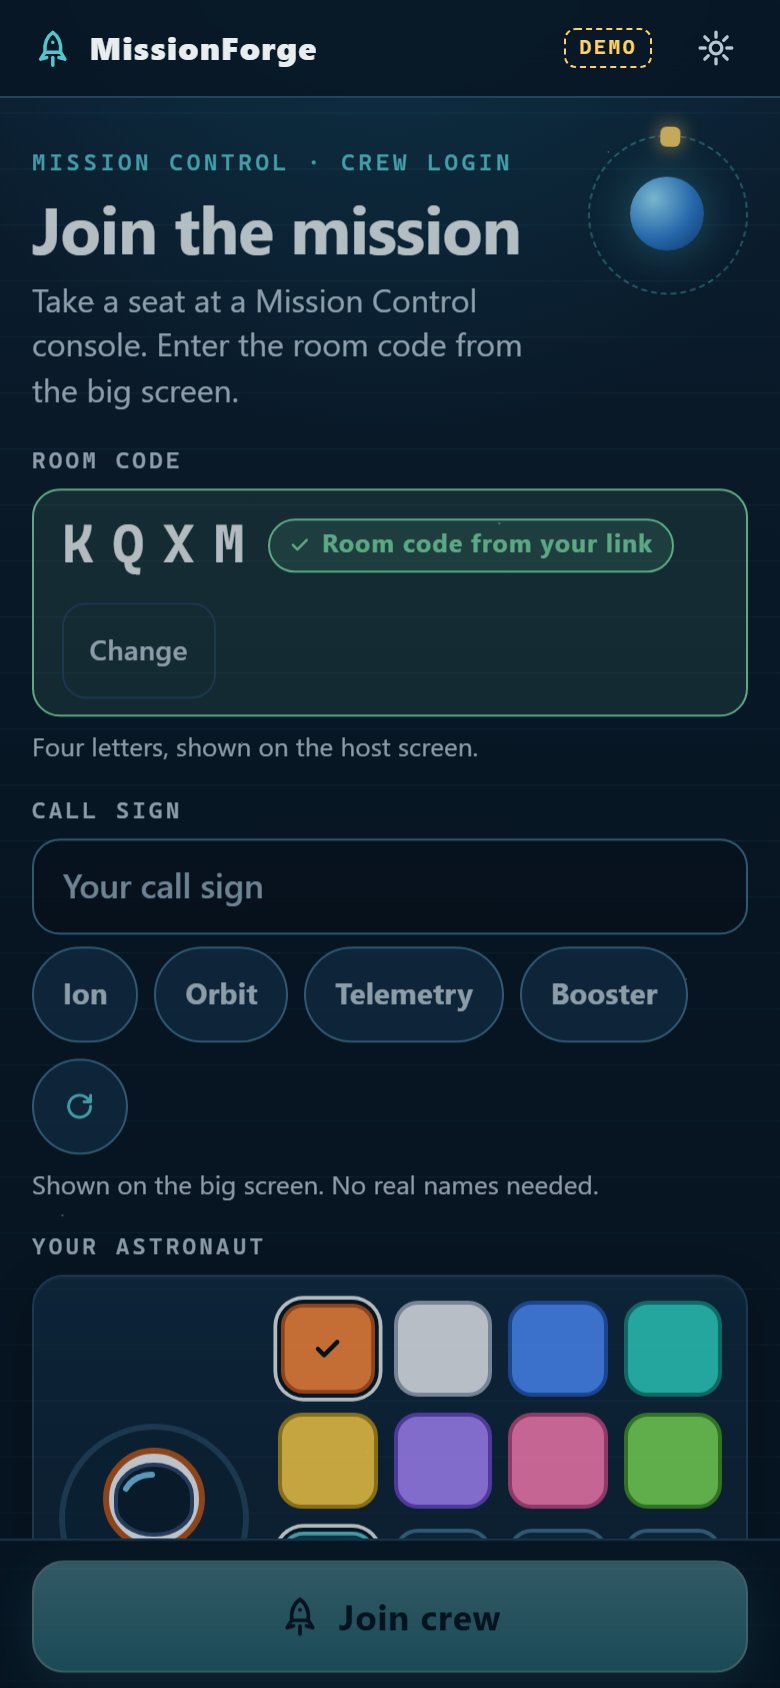 MissionForge
DEMO
MISSION CONTROL · CREW LOGIN
Join the mission
Take a seat at a Mission Control
console. Enter the room code from
the big screen.
ROOM CODE
KQXM
Room code from your link
Change
Four letters, shown on the host screen.
CALL SIGN
Your call sign
Ion
Orbit
Telemetry
Booster
Shown on the big screen. No real names needed.
YOUR ASTRONAUT
Join crew